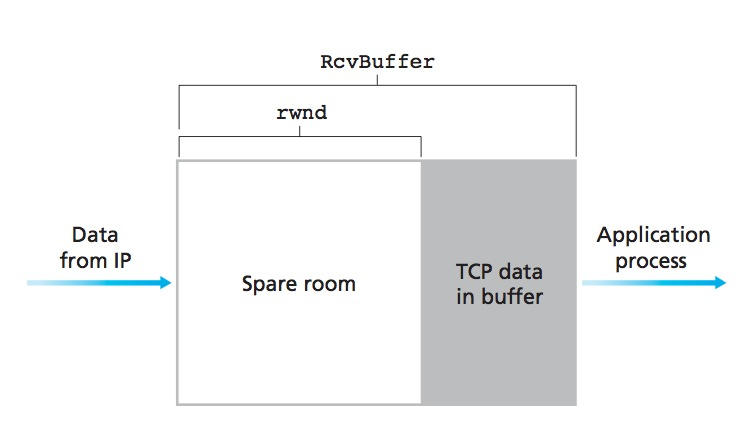 RcvBuffer
rwnd
Data
from IP
Spare room
TCP data
in buffer
Application
process